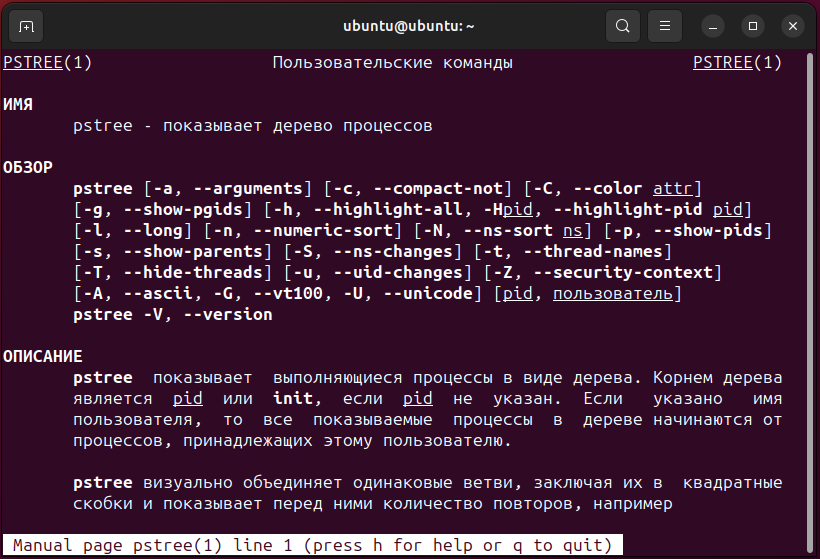 ubuntu@ubuntu: ~
PSTREE(1) Пользовательские команды PSTREE(1)
ИМЯ
pstree - показывает дерево процессов
ОБЗОР
pstree [-a, --arguments] [-c, --compact-not] [-C, --color attr]
[-g, --show-pgids] [-h, --highlight-all, -Hpid, --highlight-pid pid]
[-l, --long] [-n, --numeric-sort] [-N, --ns-sort ns] [-p, --show-pids]
[-s, --show-parents] [-S, --ns-changes] [-t, --thread-names]
[-T, --hide-threads] [-u, --uid-changes] [-Z, --security-context]
[-A, --ascii, -G, --vt100, -U, --unicode] [pid, пользователь]
pstree -V, --version
ОПИСАНИЕ
pstree показывает выполняющиеся процессы в виде дерева. Корнем дерева
является pid или init, если pid не указан. Если указано имя
пользователя, то все показываемые процессы в дереве начинаются от
процессов, принадлежащих этому пользователю.
pstree визуально объединяет одинаковые ветви, заключая их в квадратные
скобки и показывает перед ними количество повторов, например
Manual page pstree(1) line 1 (press h for help or q to quit)